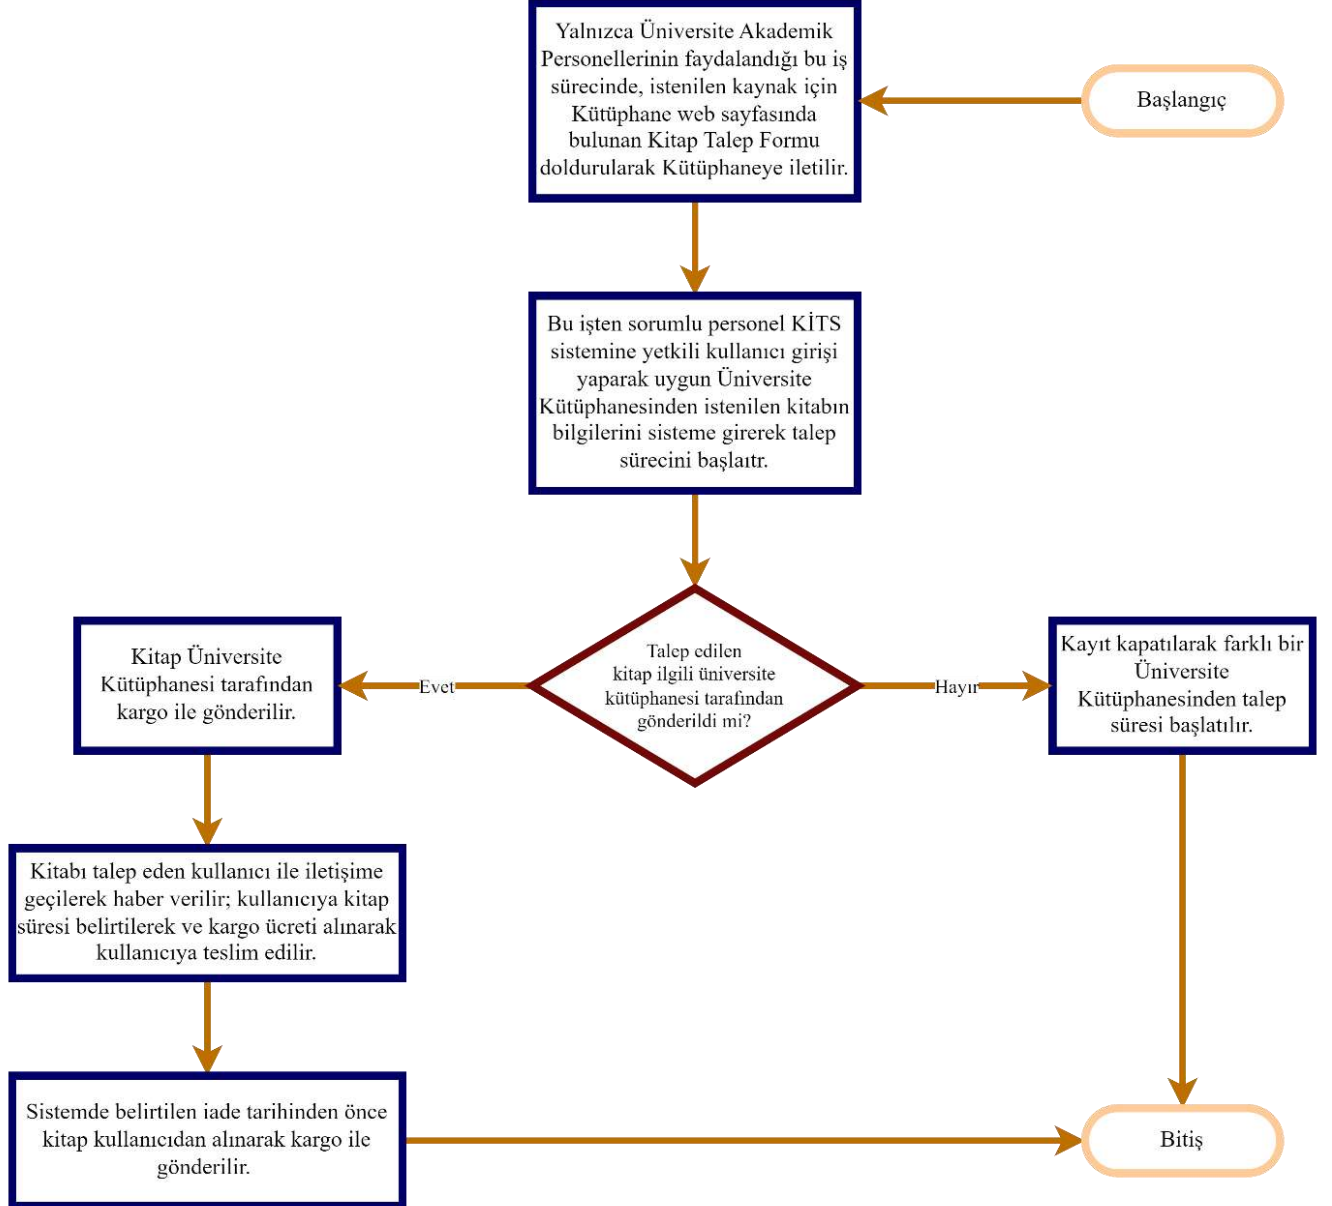 Yalnızca Üniversite Akademik
Personellerinin faydalandığı bu iş
sürecinde, istenilen kaynak için
Kütüphane web sayfasında
bulunan Kitap Talep Formu
doldurularak Kütüphaneye iletilir.
Başlangıç
Bu işten sorumlu personel KİTS
sistemine yetkili kullanıcı girişi
yaparak uygun Üniversite
Kütüphanesinden istenilen kitabın
bilgilerini sisteme girerek talep
sürecini başlaıtr.
Talep edilen
kitap ilgili üniversite
kütüphanesi tarafından
gönderildi mi?
Evet
Hayır
Kitap Üniversite
Kütüphanesi tarafından
kargo ile gönderilir.
Kayıt kapatılarak farklı bir
Üniversite
Kütüphanesinden talep
süresi başlatılır.
Kitabı talep eden kullanıcı ile iletişime
geçilerek haber verilir; kullanıcıya kitap
süresi belirtilerek ve kargo ücreti alınarak
kullanıcıya teslim edilir.
Sistemde belirtilen iade tarihinden önce
kitap kullanıcıdan alınarak kargo ile
gönderilir.
Bitiş